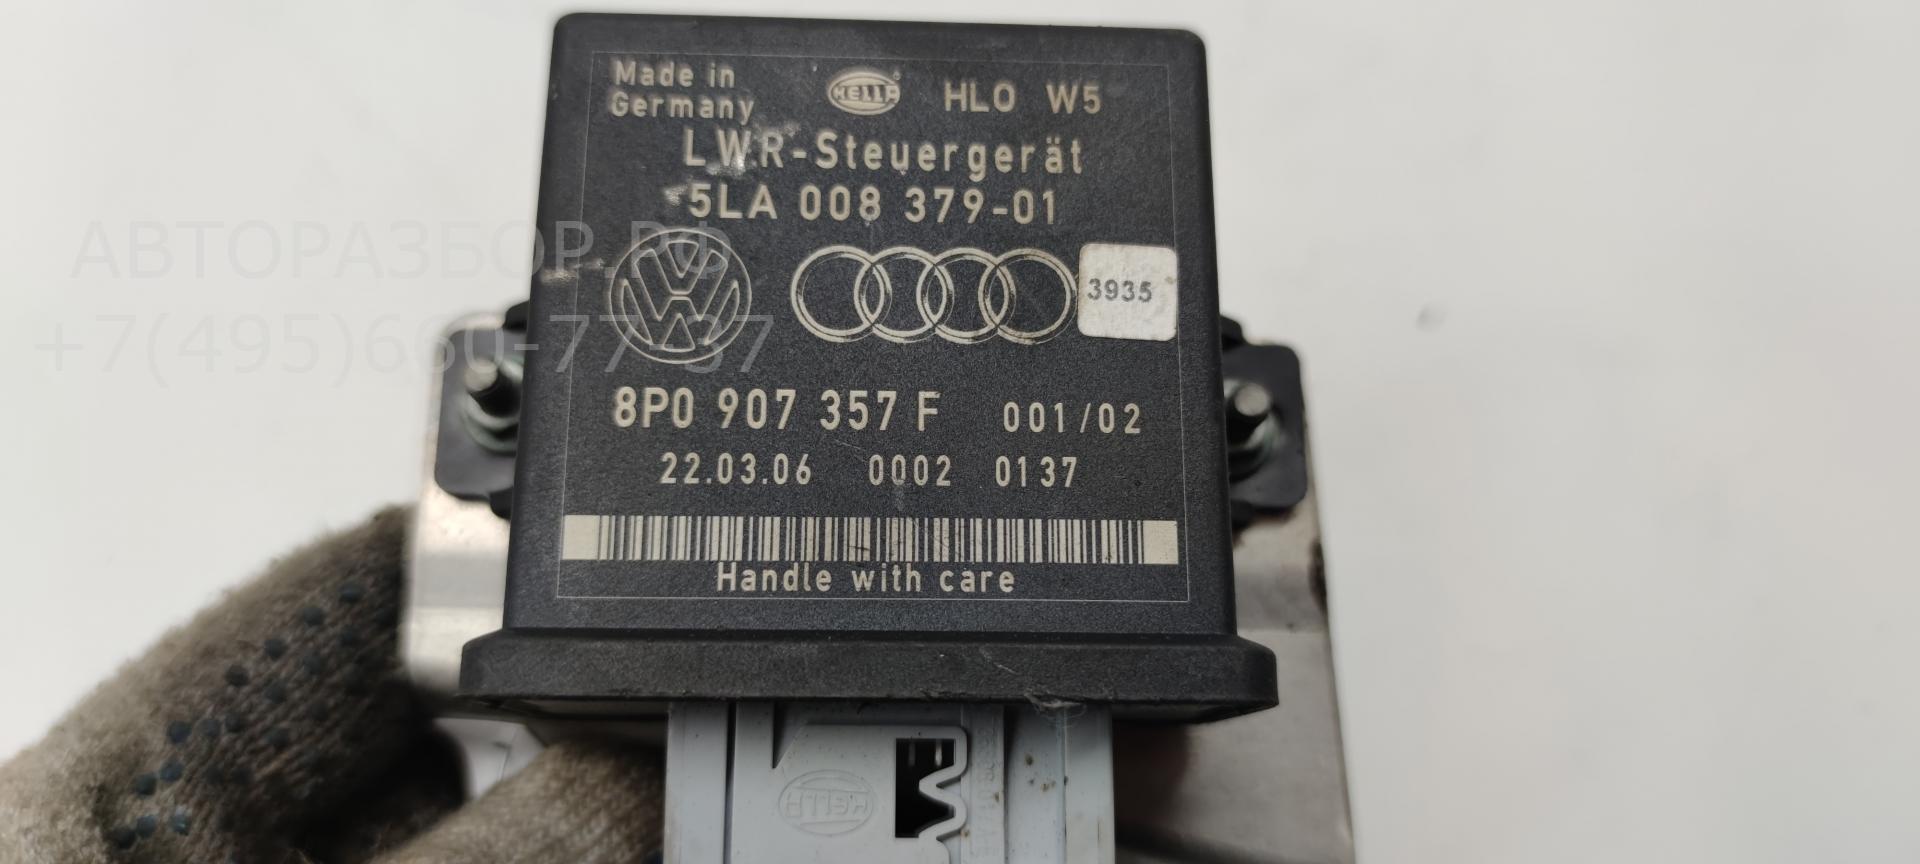 Made in
Germany
HELLA
HLO W5
LWR-Steuergerät
5LA 008 379-01
АВТОРАЗБОР.РФ
3935
8P0 907 357 F 001/02
22.03.06 0002 0137
Handle with care
HELLA